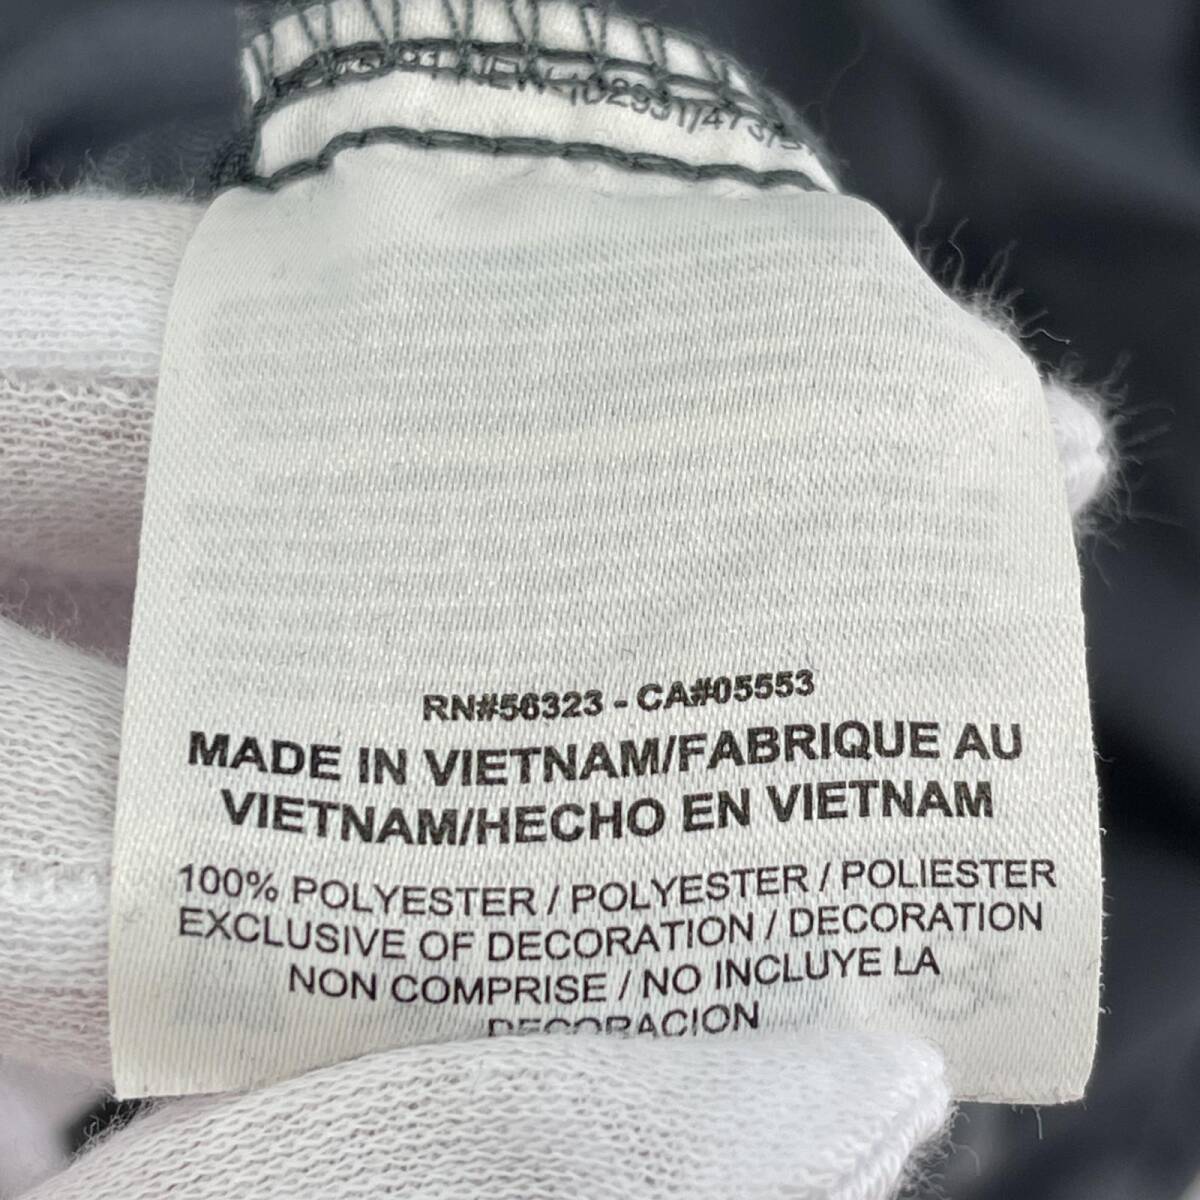 RN#56323 - CA#05553
MADE IN VIETNAM/FABRIQUE AU
VIETNAM/HECHO EN VIETNAM
100% POLYESTER / POLYESTER / POLIESTER
EXCLUSIVE OF DECORATION / DECORATION
NON COMPRISE / NO INCLUYE LA
DECORACION